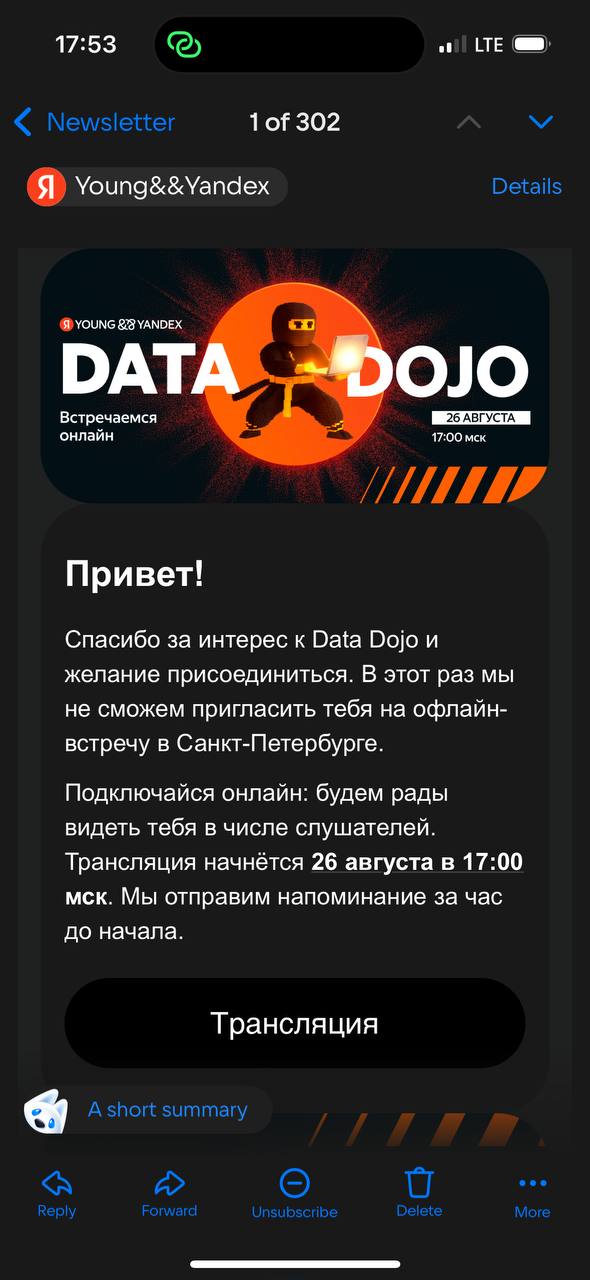 17:53
LTE
Newsletter
1 of 302
Я Young&&Yandex
Details
Я YOUNG && YANDEX
DATA DOJO
Встречаемся
онлайн
26 АВГУСТА
17:00 мск
Привет!
Спасибо за интерес к Data Dojo и
желание присоединиться. В этот раз мы
не сможем пригласить тебя на офлайн-
встречу в Санкт-Петербурге.
Подключайся онлайн: будем рады
видеть тебя в числе слушателей.
Трансляция начнётся 26 августа в 17:00
мск. Мы отправим напоминание за час
до начала.
Трансляция
A short summary
Reply
Forward
Unsubscribe
Delete
More